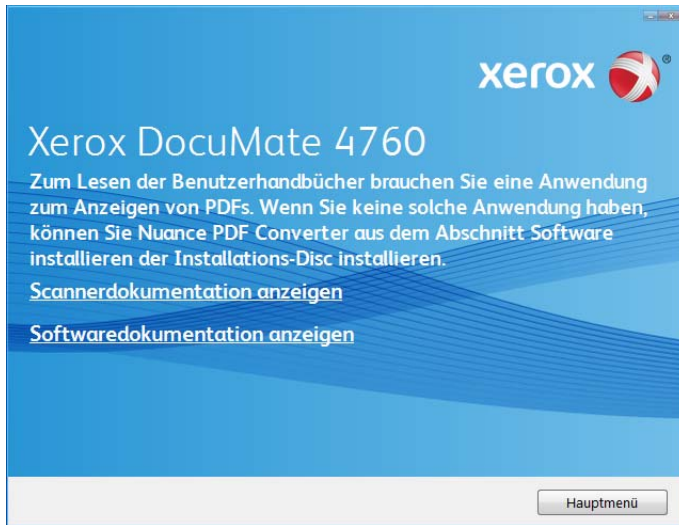 xerox ®
Xerox DocuMate 4760
Zum Lesen der Benutzerhandbücher brauchen Sie eine Anwendung
zum Anzeigen von PDFs. Wenn Sie keine solche Anwendung haben,
können Sie Nuance PDF Converter aus dem Abschnitt Software
installieren der Installations-Disc installieren.
Scannerdokumentation anzeigen
Softwaredokumentation anzeigen
Hauptmenü